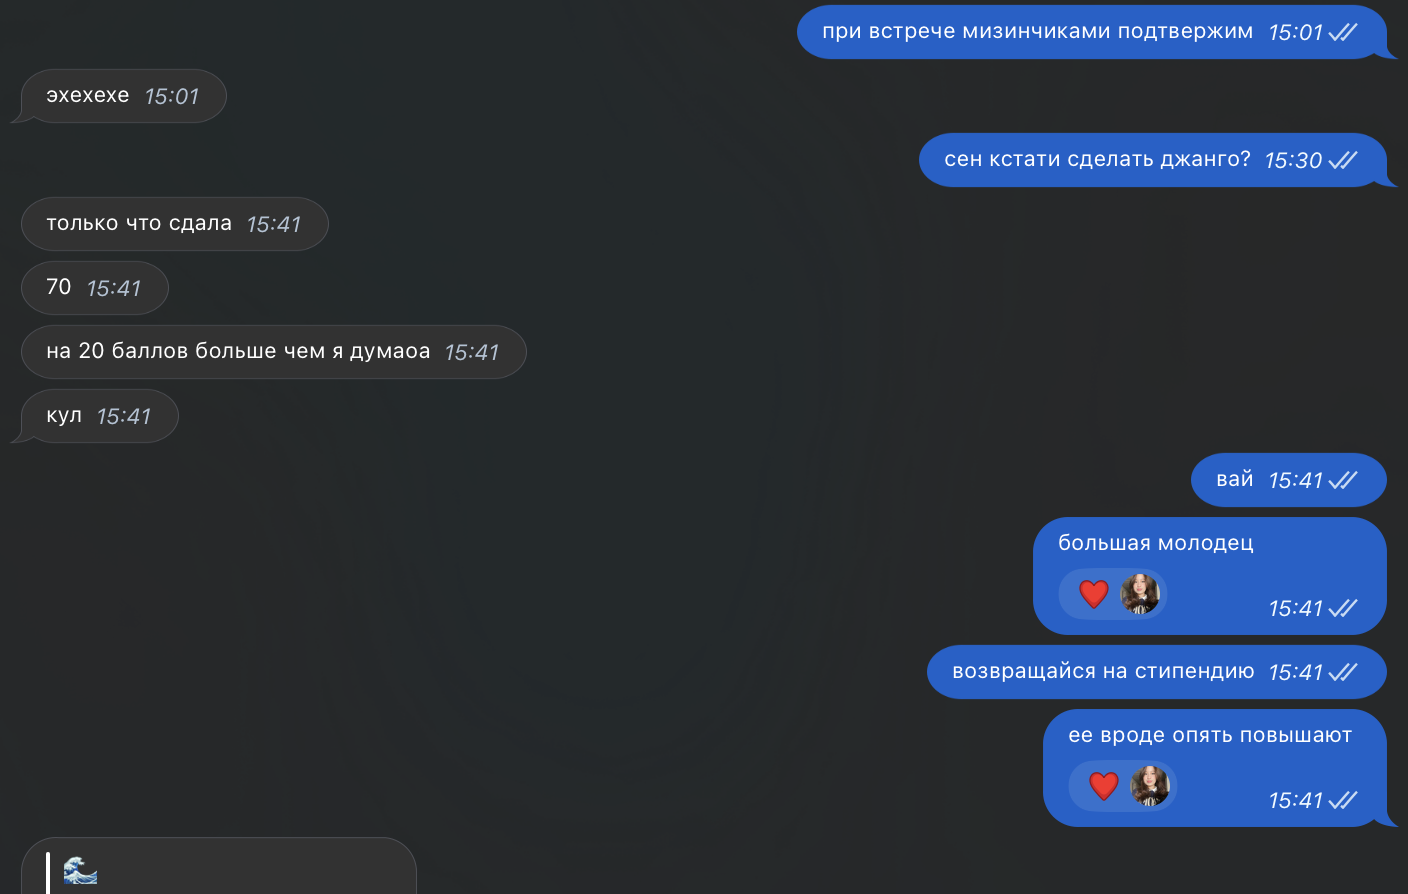 при встрече мизинчиками подтвержим 15:01
эхехехе 15:01
сен кстати сделать джанго? 15:30
только что сдала 15:41
70 15:41
на 20 баллов больше чем я думаоа 15:41
кул 15:41
вай 15:41
большая молодец
15:41
возвращайся на стипендию 15:41
ее вроде опять повышают
15:41